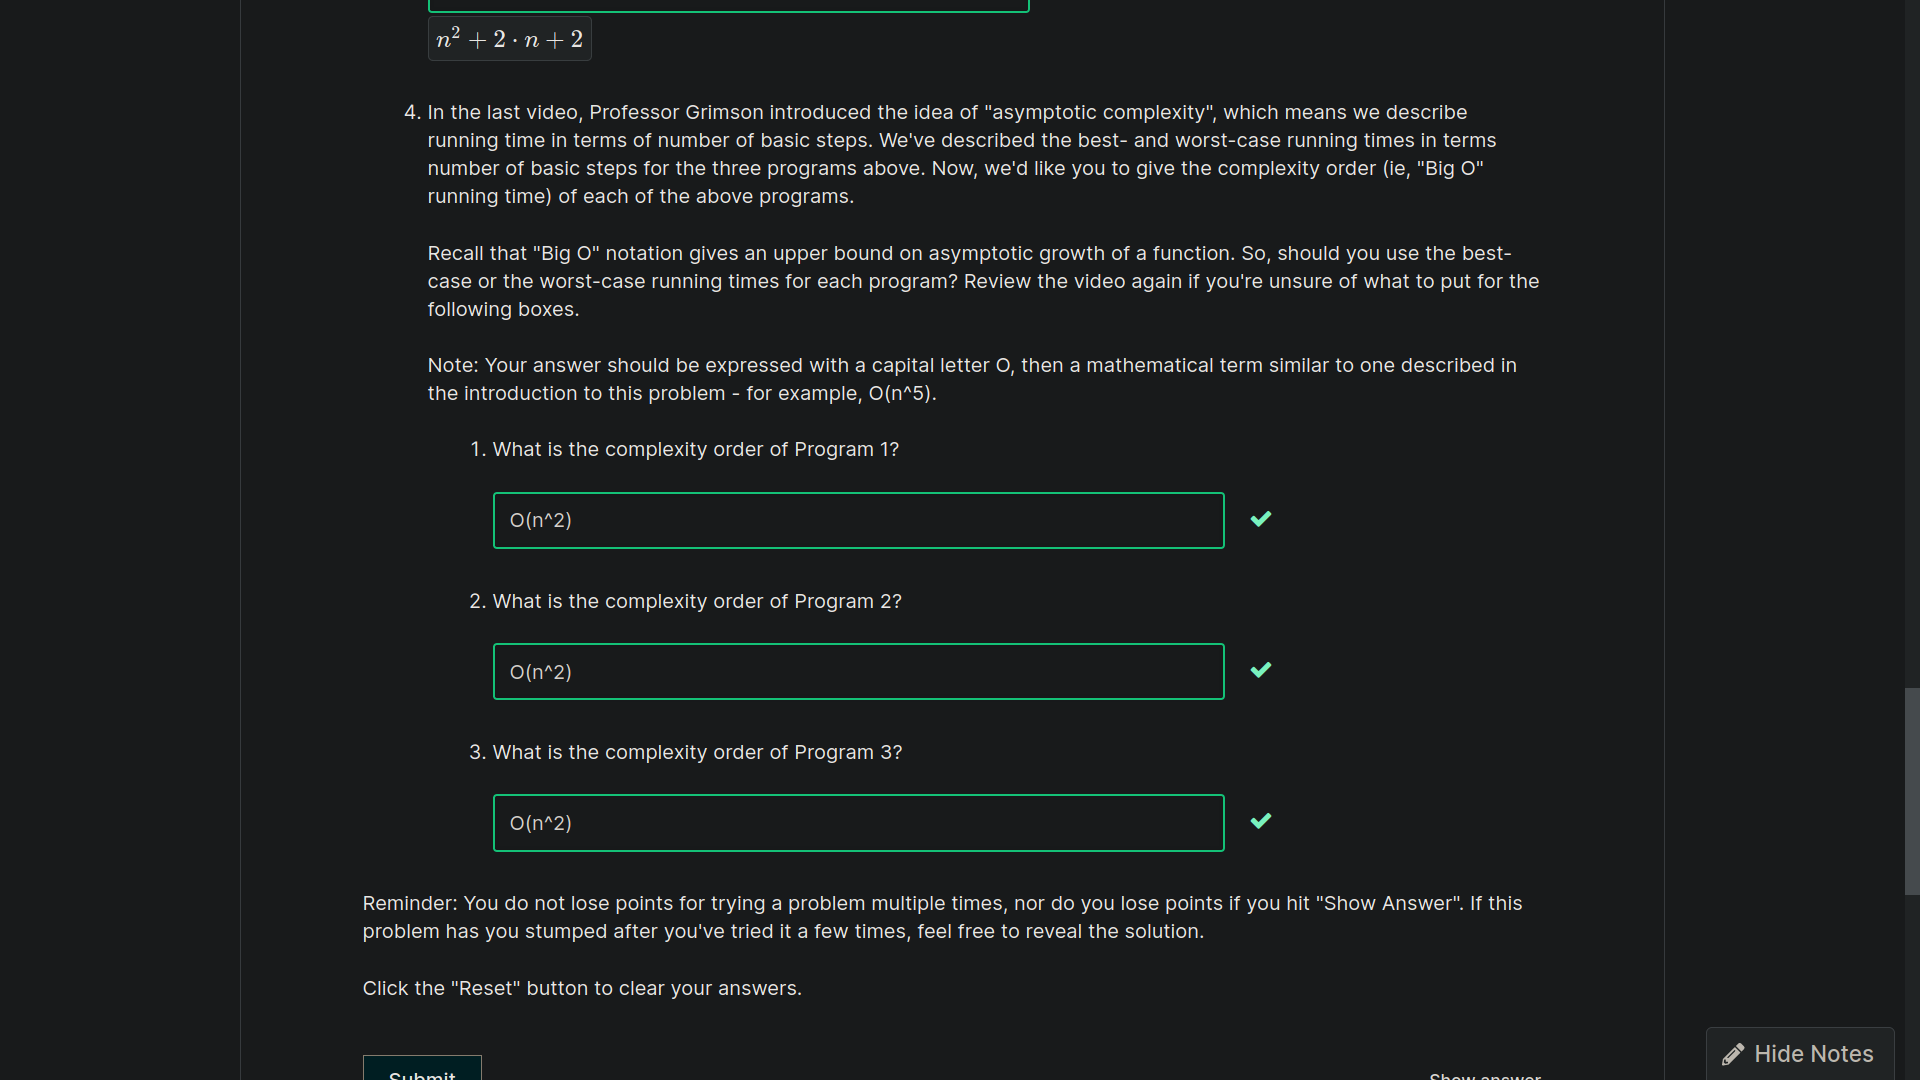 n² + 2 · n + 2
4. In the last video, Professor Grimson introduced the idea of "asymptotic complexity", which means we describe
running time in terms of number of basic steps. We've described the best- and worst-case running times in terms
number of basic steps for the three programs above. Now, we'd like you to give the complexity order (ie, "Big O"
running time) of each of the above programs.
Recall that "Big O" notation gives an upper bound on asymptotic growth of a function. So, should you use the best-
case or the worst-case running times for each program? Review the video again if you're unsure of what to put for the
following boxes.
Note: Your answer should be expressed with a capital letter O, then a mathematical term similar to one described in
the introduction to this problem - for example, O(n^5).
1. What is the complexity order of Program 1?
O(n^2)
2. What is the complexity order of Program 2?
O(n^2)
3. What is the complexity order of Program 3?
O(n^2)
Reminder: You do not lose points for trying a problem multiple times, nor do you lose points if you hit "Show Answer". If this
problem has you stumped after you've tried it a few times, feel free to reveal the solution.
Click the "Reset" button to clear your answers.
Hide Notes
Submit
Show answer